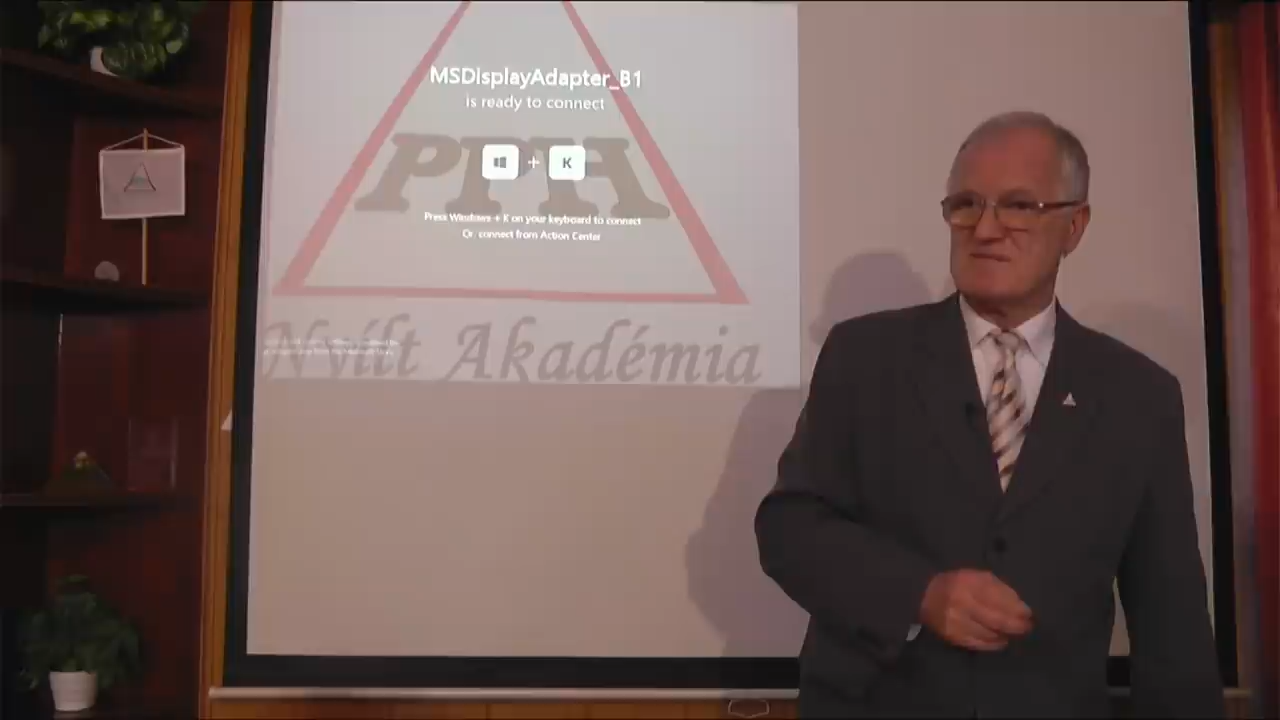 MSDisplayAdapter_B1
is ready to connect
+ K
PPH
Press Windows + K on your keyboard to connect
Or connect from Action Center
Nyílt Akadémia